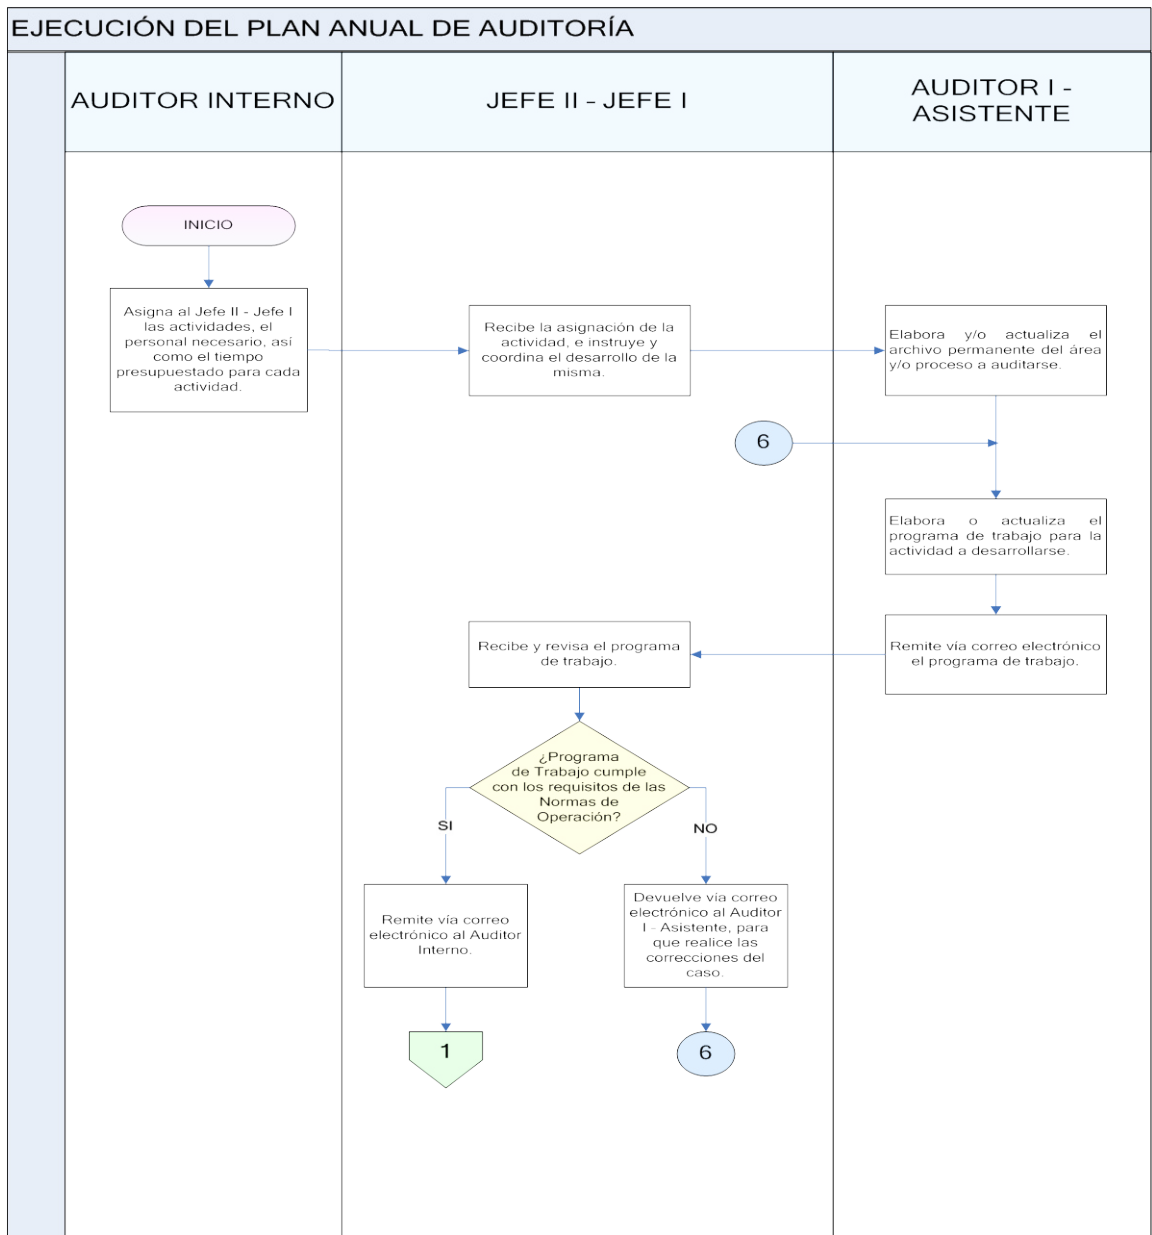 EJECUCIÓN DEL PLAN ANUAL DE AUDITORÍA
AUDITOR INTERNO
JEFE II - JEFE I
AUDITOR I -
ASISTENTE
INICIO
Asigna al Jefe II - Jefe I
las actividades, el
personal necesario, así
como el tiempo
presupuestado para cada
actividad.
Recibe la asignación de la
actividad, e instruye y
coordina el desarrollo de la
misma.
Elabora y/o actualiza el
archivo permanente del área
y/o proceso a auditarse.
6
Elabora o actualiza el
programa de trabajo para la
actividad a desarrollarse.
Remite vía correo electrónico
el programa de trabajo.
Recibe y revisa el programa
de trabajo.
¿Programa
de Trabajo cumple
con los requisitos de las
Normas de
Operación?
SI
NO
Remite vía correo
electrónico al Auditor
Interno.
Devuelve vía correo
electrónico al Auditor
I - Asistente, para
que realice las
correcciones del
caso.
1
6